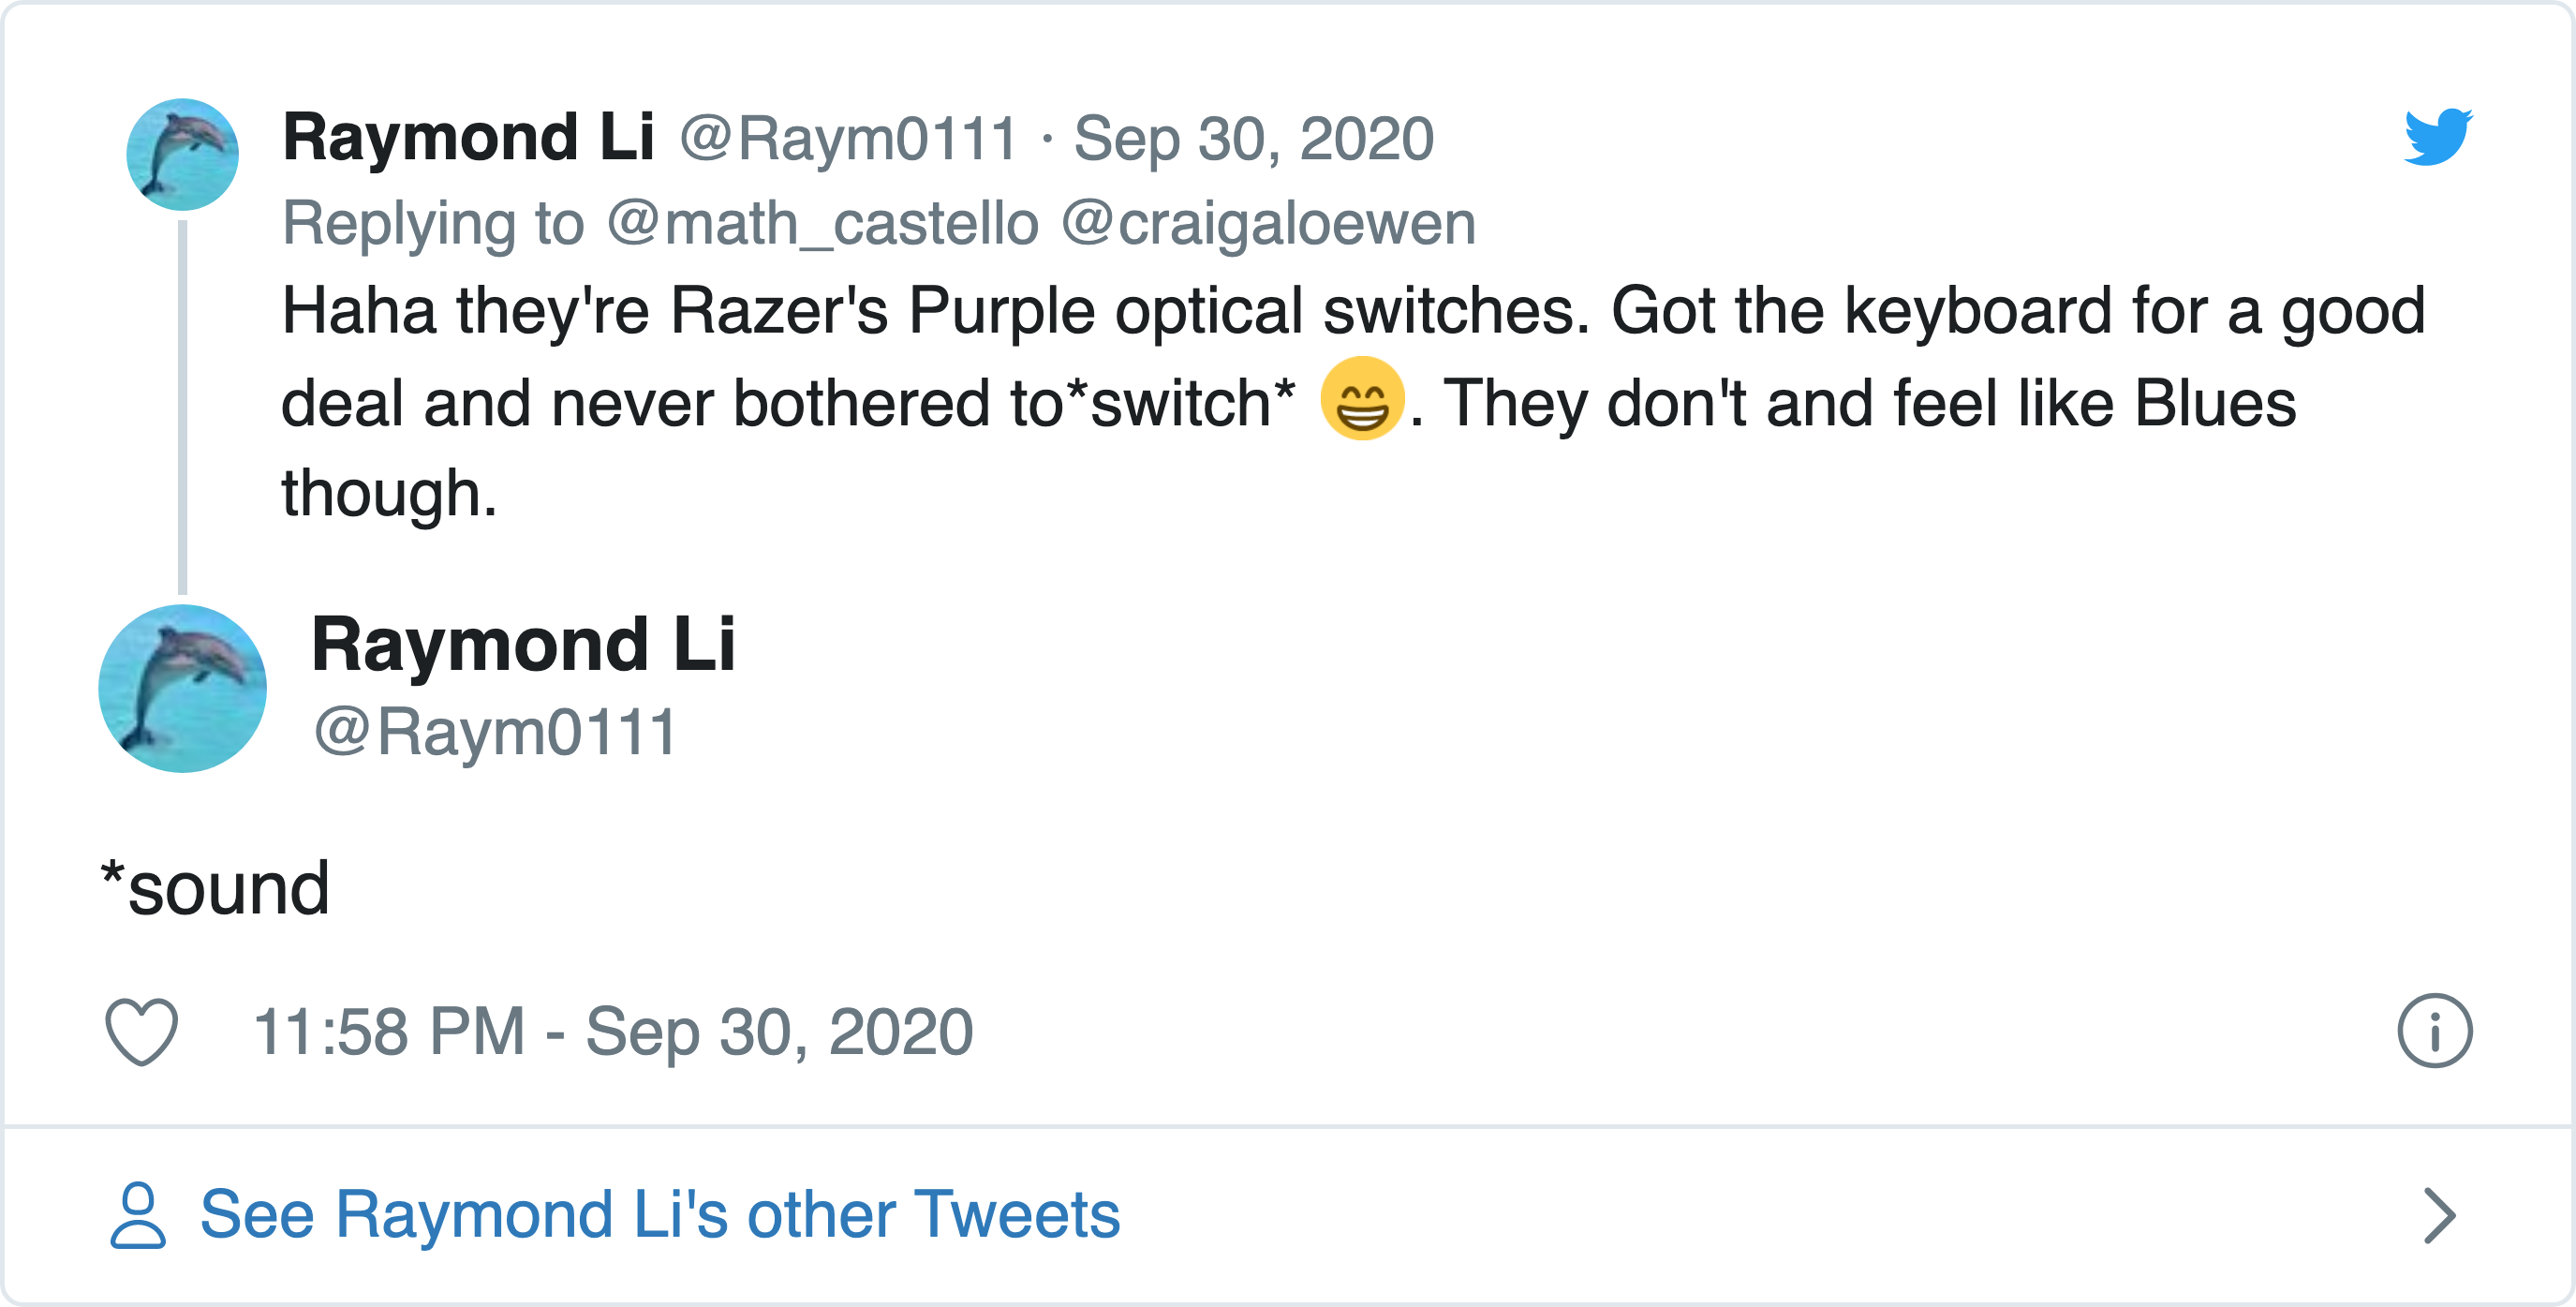 Raymond Li @Raym0111 · Sep 30, 2020
Replying to @math_castello @craigaloewen
Haha they're Razer's Purple optical switches. Got the keyboard for a good
deal and never bothered to*switch* 😁. They don't and feel like Blues
though.
Raymond Li
@Raym0111
*sound
11:58 PM - Sep 30, 2020
See Raymond Li's other Tweets